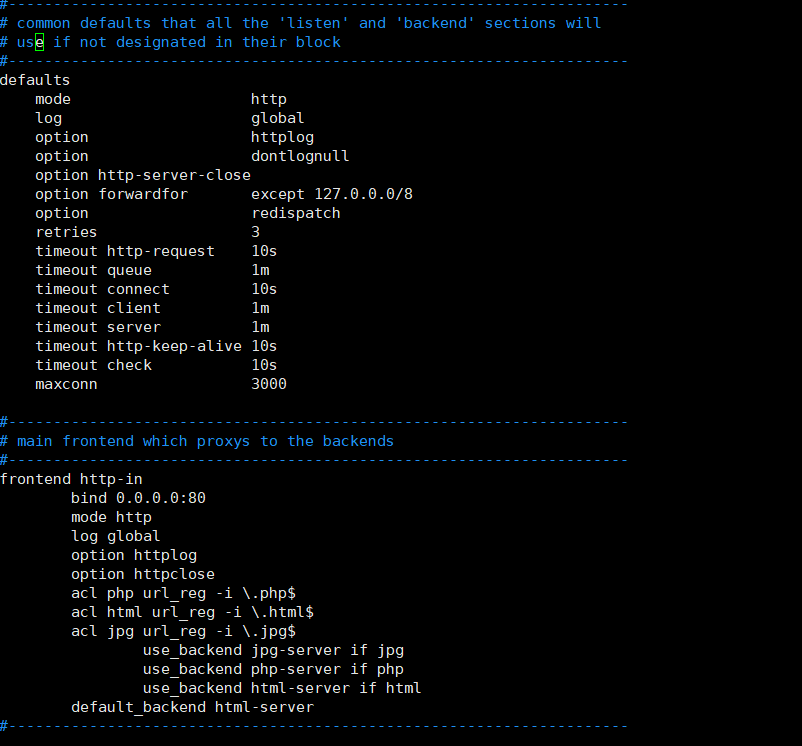 #---------------------------------------------------------------------
# common defaults that all the 'listen' and 'backend' sections will
# use if not designated in their block
#---------------------------------------------------------------------
defaults
    mode                    http
    log                     global
    option                  httplog
    option                  dontlognull
    option http-server-close
    option forwardfor       except 127.0.0.0/8
    option                  redispatch
    retries                 3
    timeout http-request    10s
    timeout queue           1m
    timeout connect         10s
    timeout client          1m
    timeout server          1m
    timeout http-keep-alive 10s
    timeout check           10s
    maxconn                 3000

#---------------------------------------------------------------------
# main frontend which proxys to the backends
#---------------------------------------------------------------------
frontend http-in
        bind 0.0.0.0:80
        mode http
        log global
        option httplog
        option httpclose
        acl php url_reg -i \.php$
        acl html url_reg -i \.html$
        acl jpg url_reg -i \.jpg$
                use_backend jpg-server if jpg
                use_backend php-server if php
                use_backend html-server if html
        default_backend html-server
#---------------------------------------------------------------------